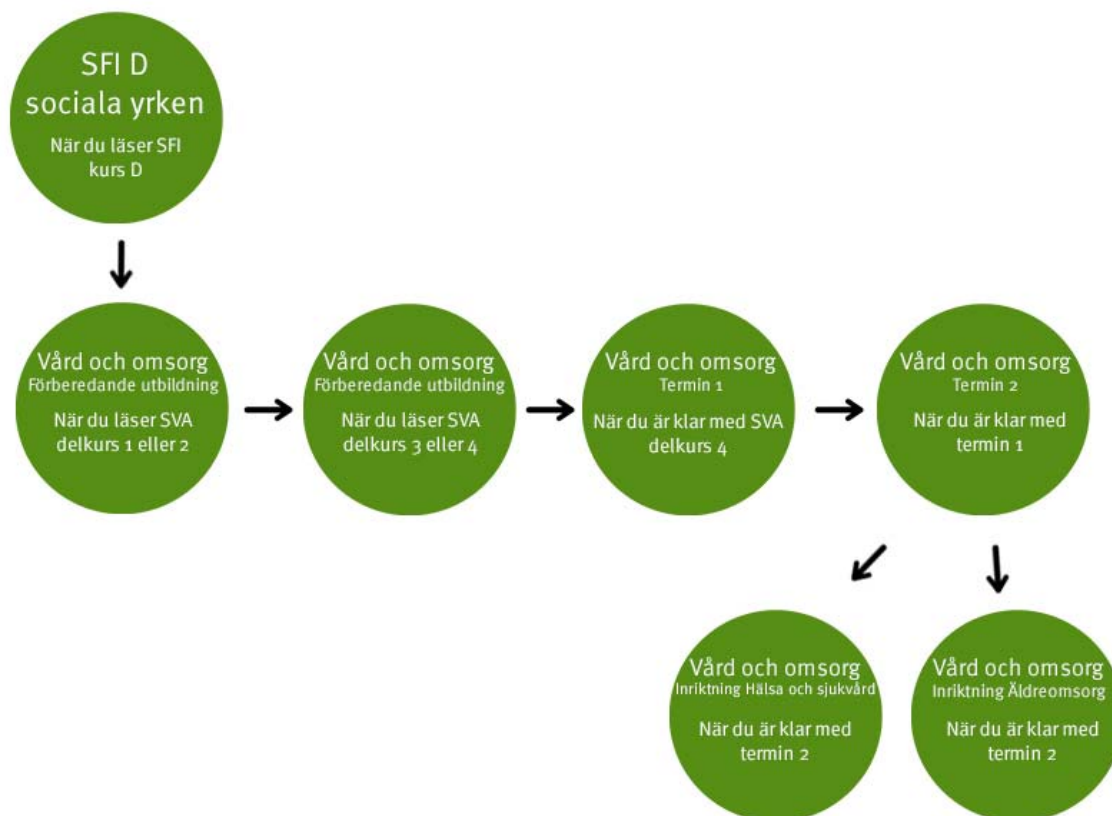 SFI D
sociala yrken
När du läser SFI
kurs D
Vård och omsorg
Förberedande utbildning
När du läser SVA
delkurs 1 eller 2
Vård och omsorg
Förberedande utbildning
När du läser SVA
delkurs 3 eller 4
Vård och omsorg
Termin 1
När du är klar med SVA
delkurs 4
Vård och omsorg
Termin 2
När du är klar med
termin 1
Vård och omsorg
Inriktning Hälsa och sjukvård
När du är klar med
termin 2
Vård och omsorg
Inriktning Äldreomsorg
När du är klar med
termin 2